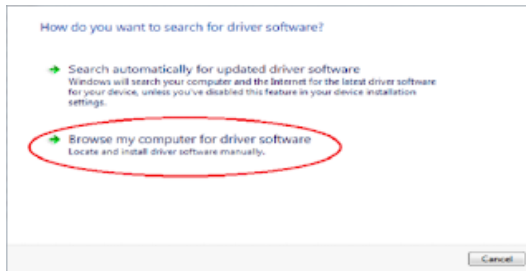 How do you want to search for driver software?
Search automatically for updated driver software
Windows will search your computer and the Internet for the latest driver software
for your device, unless you've disabled this feature in your device installation
settings.
Browse my computer for driver software
Locate and install driver software manually.
Cancel